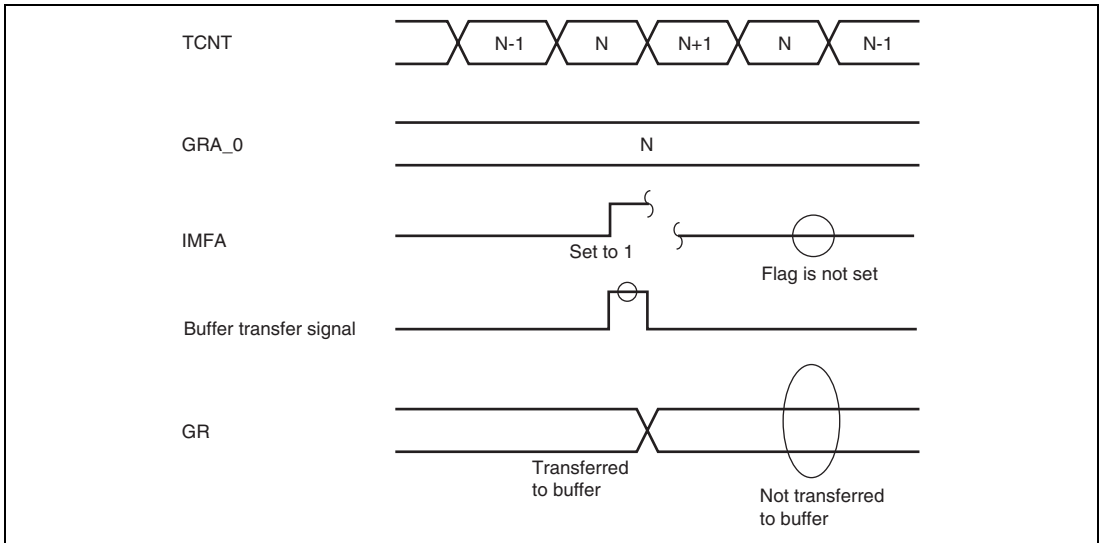 TCNT
N-1 N N+1 N N-1
GRA_0
N
IMFA
Set to 1
Flag is not set
Buffer transfer signal
GR
Transferred
to buffer
Not transferred
to buffer